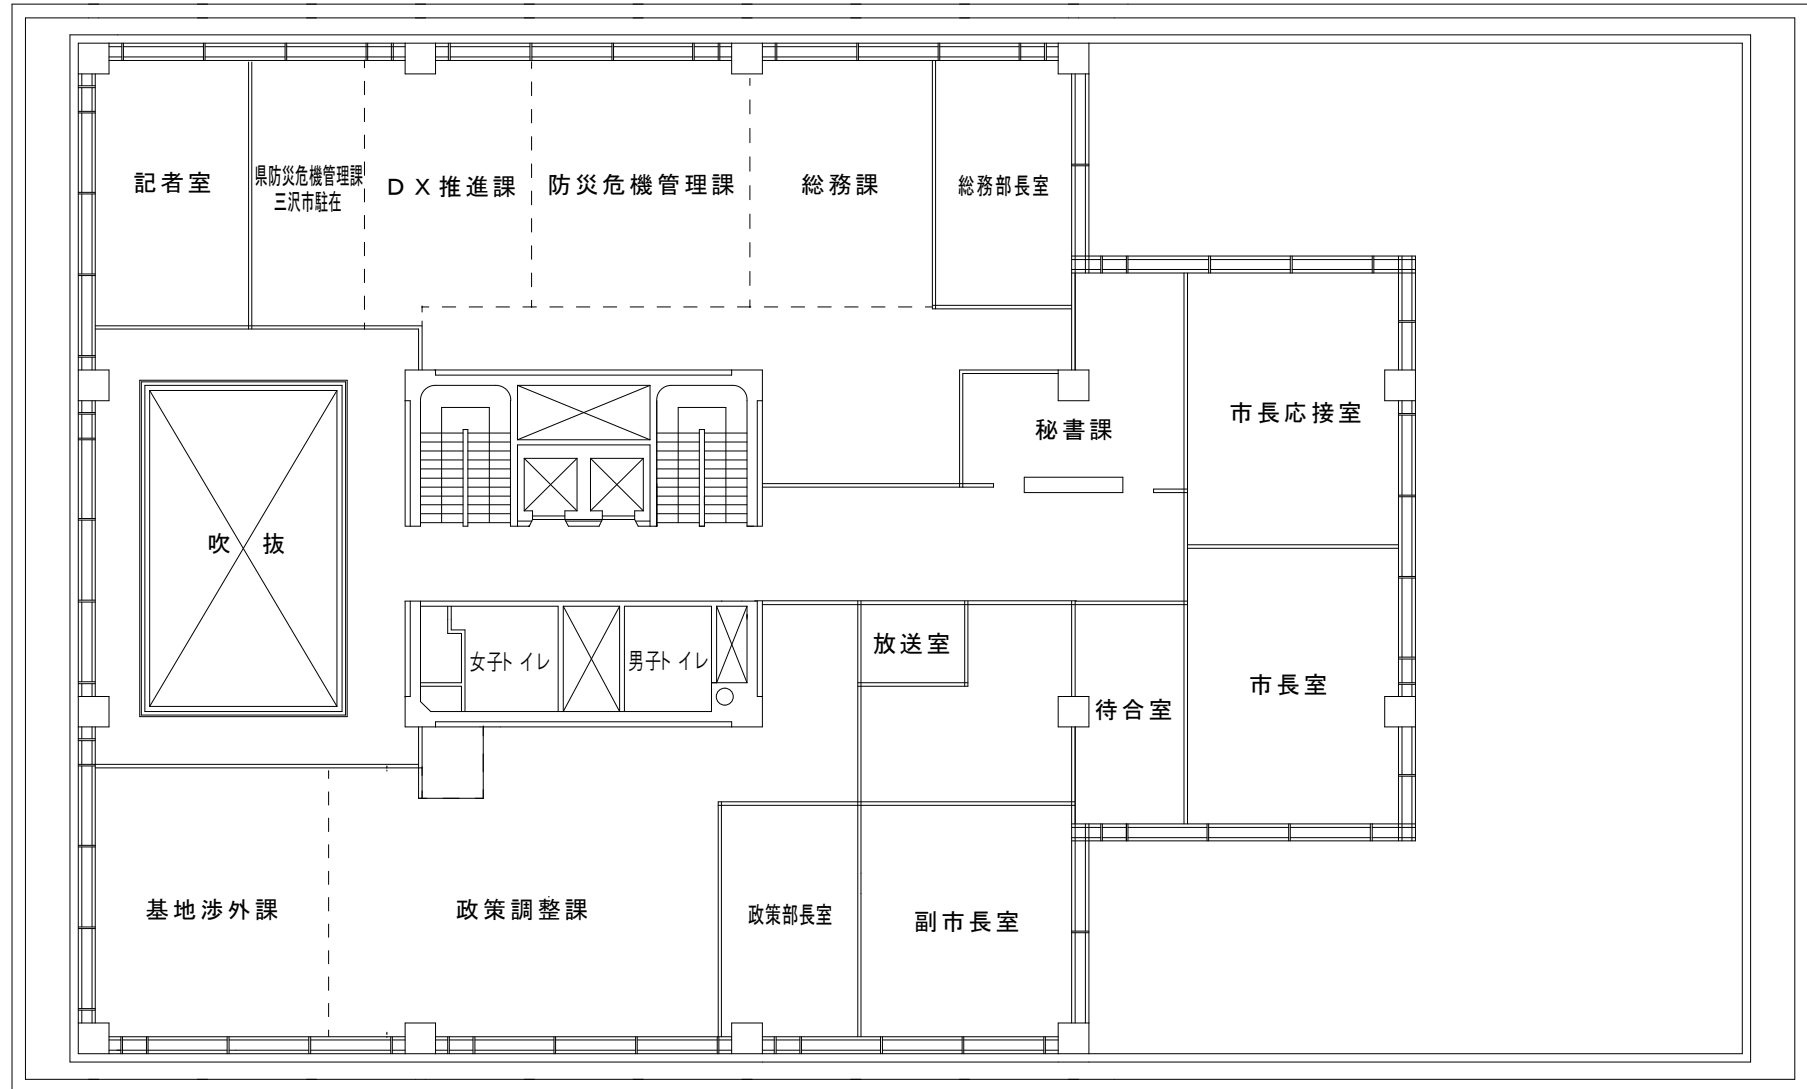 記者室
県防災危機管理課
三沢市駐在
ＤＸ推進課
防災危機管理課
総務課
総務部長室
秘書課
市長応接室
吹抜
女子トイレ
男子トイレ
放送室
待合室
市長室
基地渉外課
政策調整課
政策部長室
副市長室